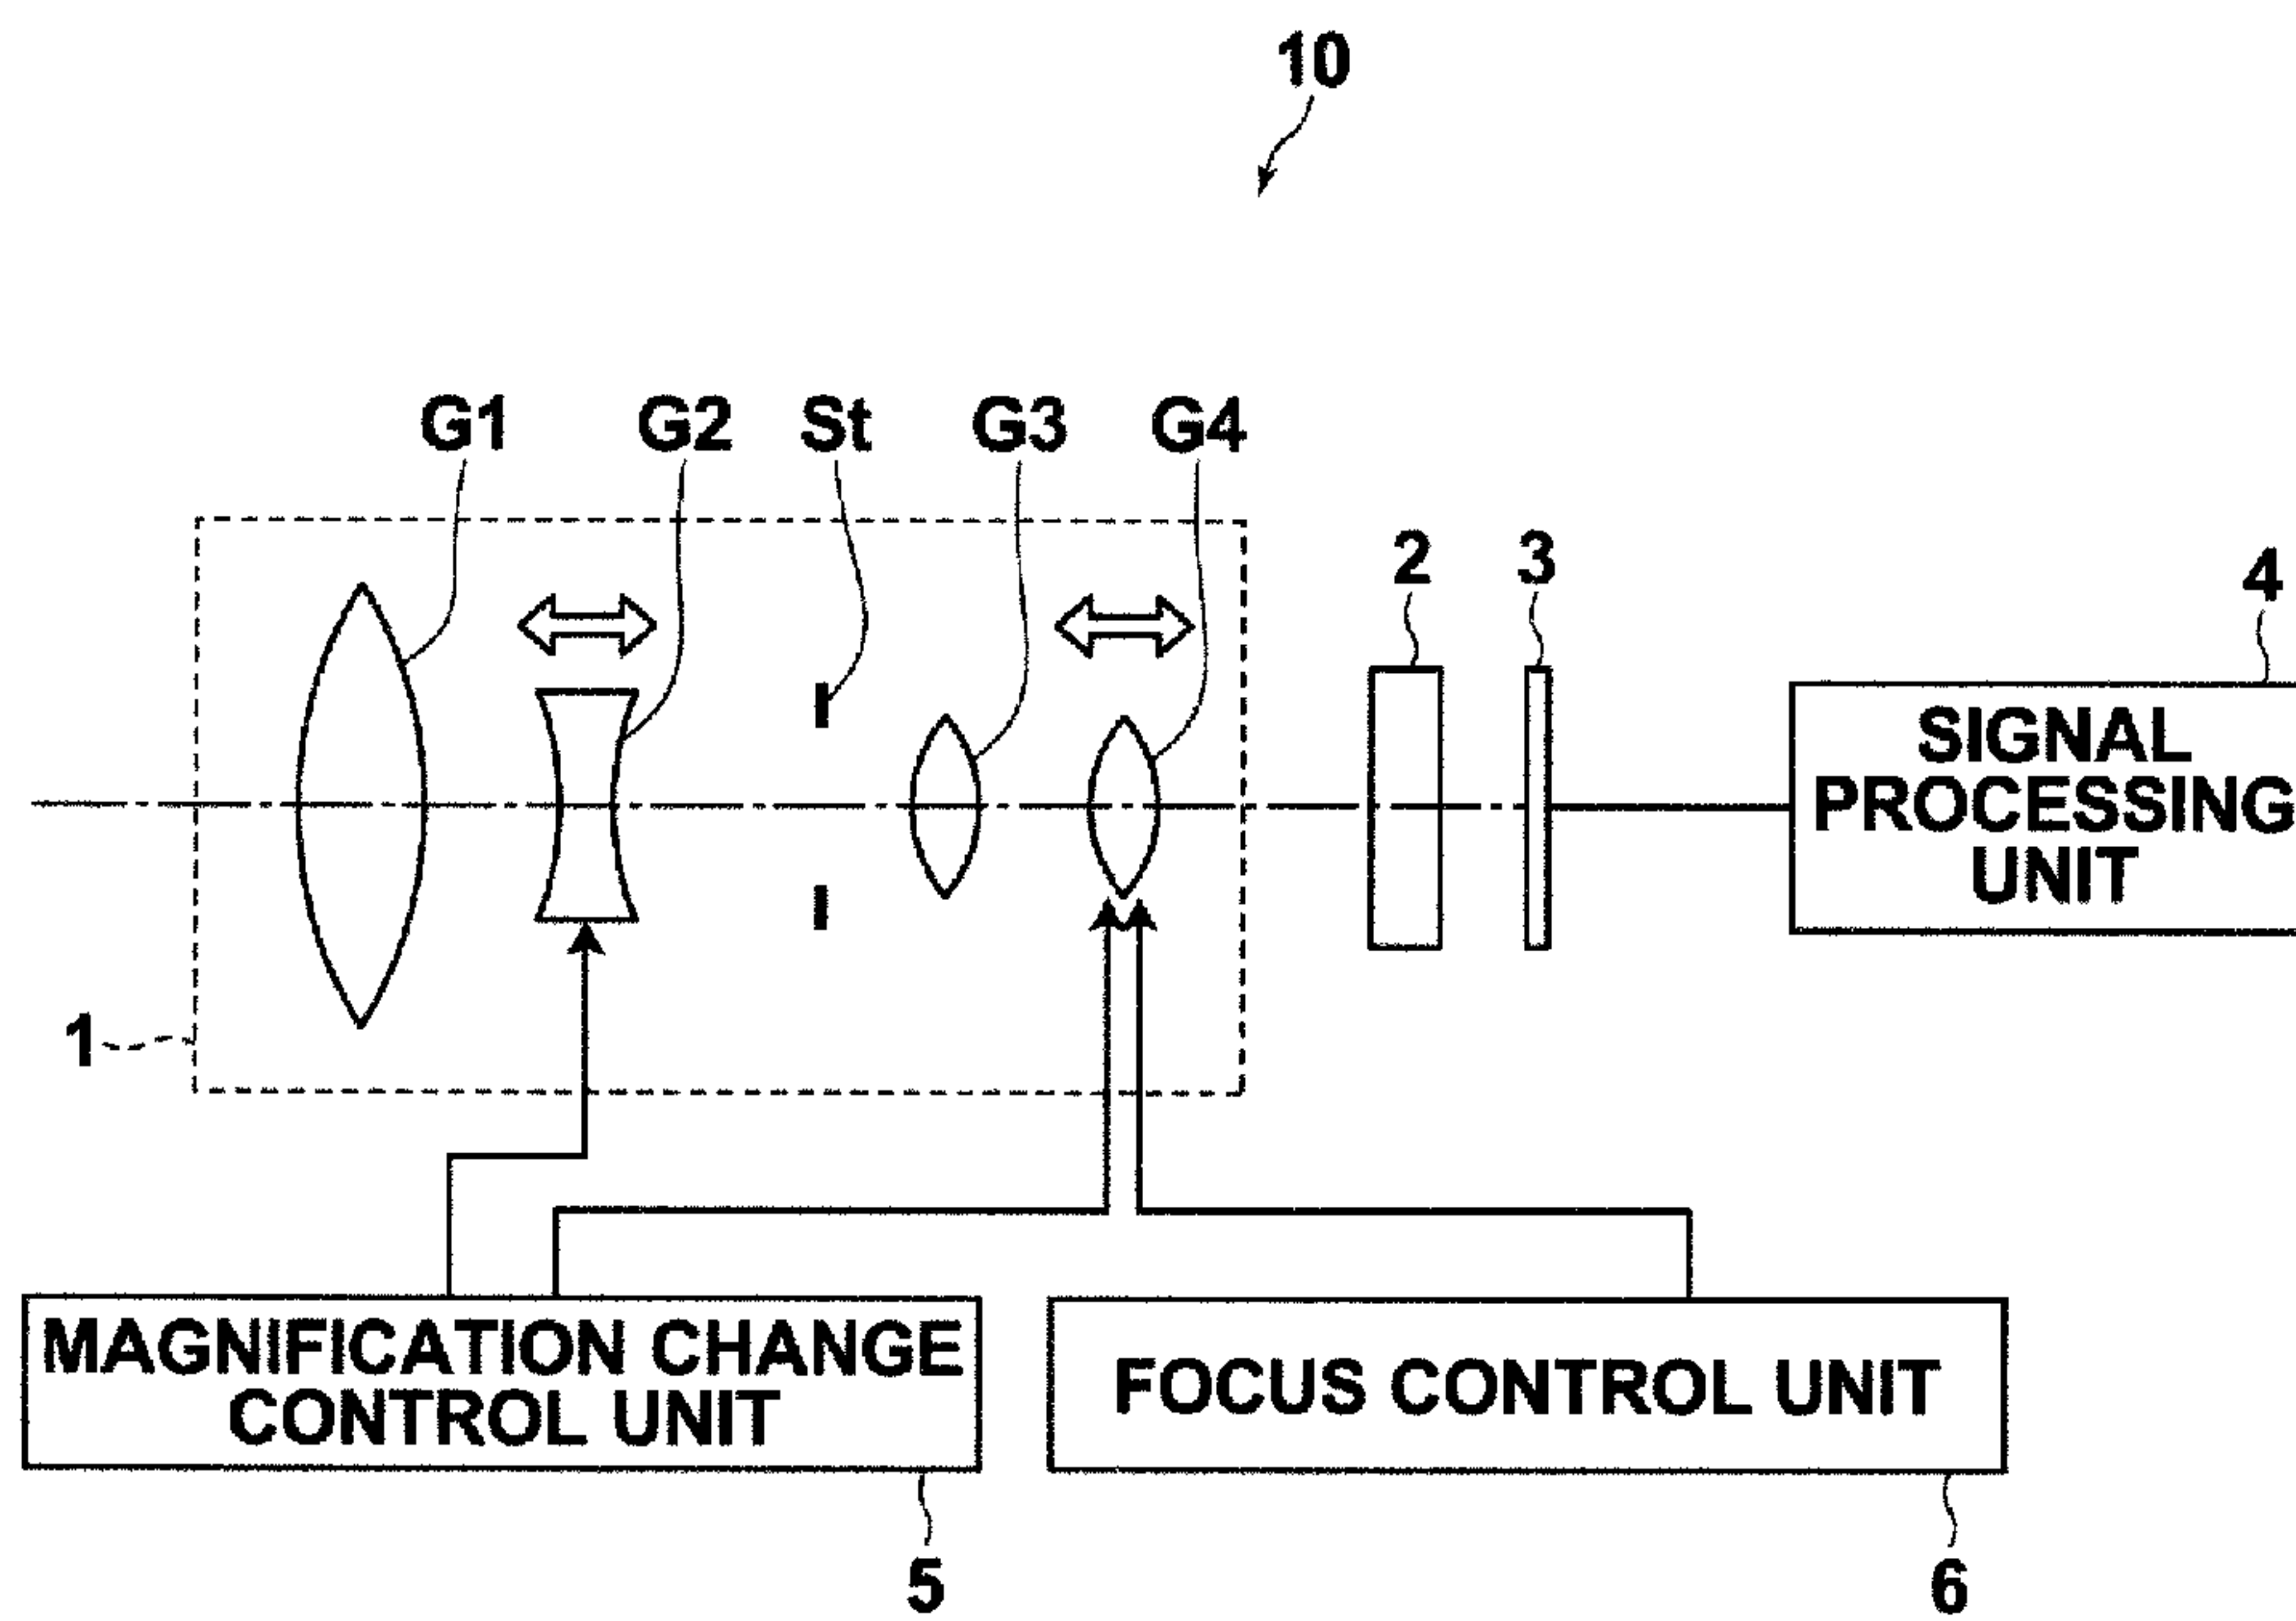 10
G1 G2 St G3 G4
2 3 4
SIGNAL
PROCESSING
UNIT
1
MAGNIFICATION CHANGE
CONTROL UNIT
FOCUS CONTROL UNIT
5 6